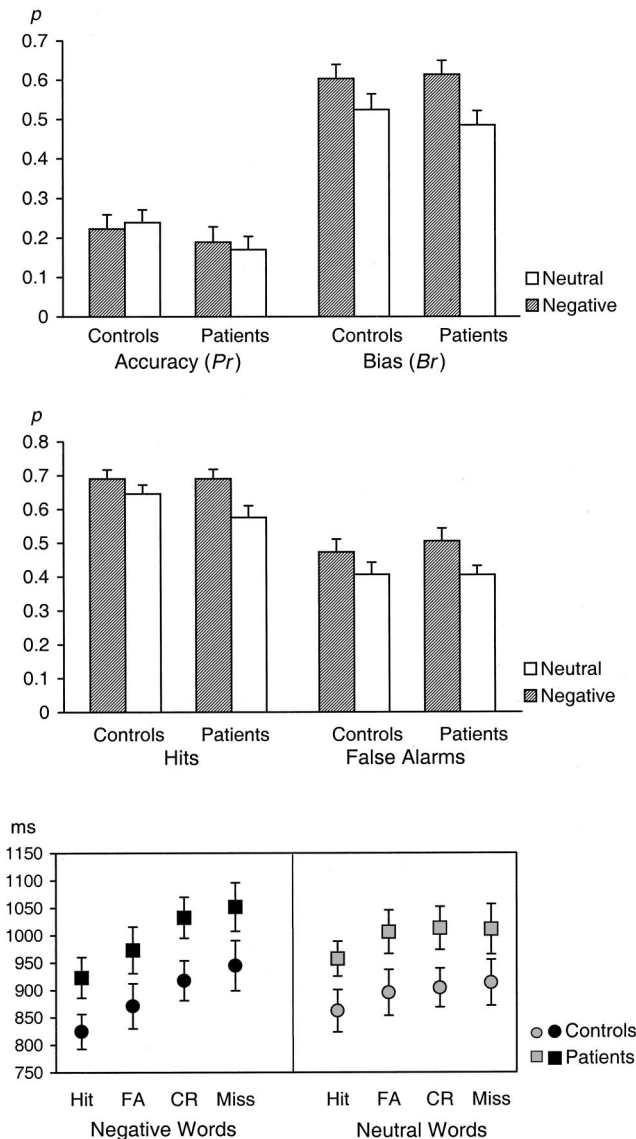 p
0.7
0.6
0.5
0.4
0.3
0.2
0.1
0
Controls Patients Controls Patients
Accuracy (Pr) Bias (Br)
Neutral
Negative
p
0.8
0.7
0.6
0.5
0.4
0.3
0.2
0.1
0
Controls Patients Controls Patients
Hits False Alarms
Neutral
Negative
ms
1150
1100
1050
1000
950
900
850
800
750
Hit FA CR Miss Hit FA CR Miss
Negative Words Neutral Words
Controls
Patients